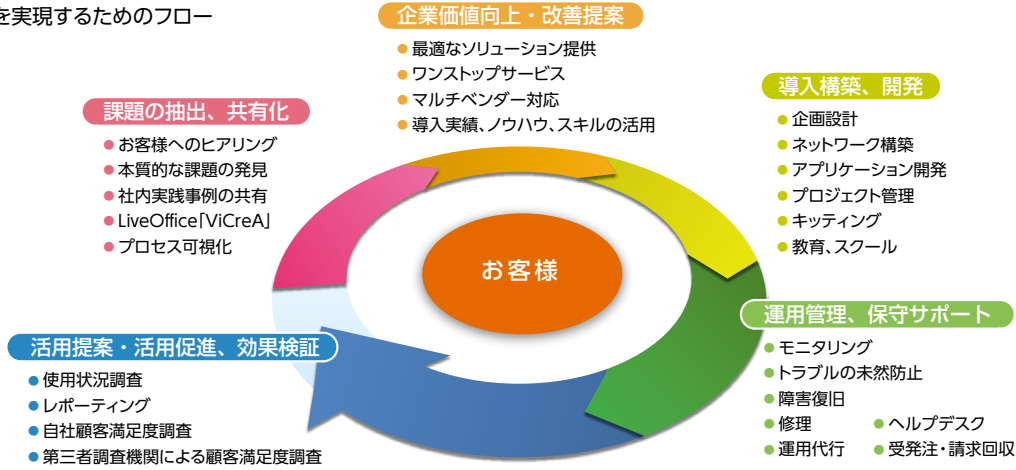 を実現するためのフロー
企業価値向上・改善提案
●最適なソリューション提供
●ワンストップサービス
●マルチベンダー対応
●導入実績、ノウハウ、スキルの活用
課題の抽出、共有化
●お客様へのヒアリング
●本質的な課題の発見
●社内実践事例の共有
●LiveOffice「ViCreA」
●プロセス可視化
導入構築、開発
●企画設計
●ネットワーク構築
●アプリケーション開発
●プロジェクト管理
●キッティング
●教育、スクール
お客様
運用管理、保守サポート
●モニタリング
●トラブルの未然防止
●障害復旧
●修理 ●ヘルプデスク
●運用代行 ●受発注・請求回収
活用提案・活用促進、効果検証
●使用状況調査
●レポーティング
●自社顧客満足度調査
●第三者調査機関による顧客満足度調査